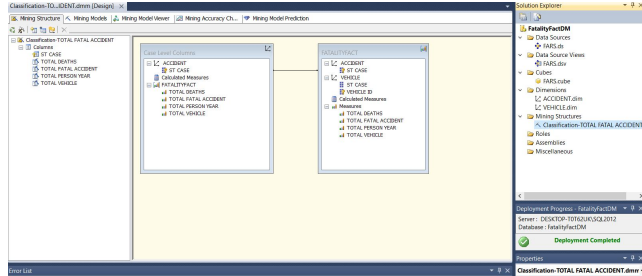 Classification-TO...IDENT.dmm [Design]
Mining Structure Mining Models Mining Model Viewer Mining Accuracy Ch... Mining Model Prediction
Classification-TOTAL FATAL ACCIDENT
Columns
ST CASE
TOTAL DEATHS
TOTAL FATAL ACCIDENT
TOTAL PERSON YEAR
TOTAL VEHICLE
Case Level Columns
ACCIDENT
ST CASE
Calculated Measures
FATALITYFACT
TOTAL DEATHS
TOTAL FATAL ACCIDENT
TOTAL PERSON YEAR
TOTAL VEHICLE
FATALITYFACT
ACCIDENT
ST CASE
VEHICLE
ST CASE
VEHICLE ID
Calculated Measures
Measures
TOTAL DEATHS
TOTAL FATAL ACCIDENT
TOTAL PERSON YEAR
TOTAL VEHICLE
Error List
Solution Explorer
FatalityFactDM
Data Sources
FARS.ds
Data Source Views
FARS.dsv
Cubes
FARS.cube
Dimensions
ACCIDENT.dim
VEHICLE.dim
Mining Structures
Classification-TOTAL FATAL ACCIDENT
Roles
Assemblies
Miscellaneous
Deployment Progress - FatalityFactDM
Server : DESKTOP-T0T62UK\SQL2012
Database : FatalityFactDM
Deployment Completed
Properties
Classification-TOTAL FATAL ACCIDENT.dmm